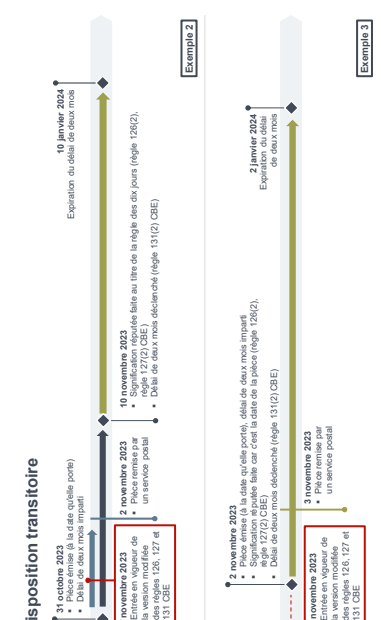 isposition transitoire
31 octobre 2023
• Pièce émise (à la date qu'elle porte)
• Délai de deux mois imparti
10 janvier 2024
Expiration du délai de deux mois
novembre 2023
Entrée en vigueur de
la version modifiée
des règles 126, 127 et
131 CBE
2 novembre 2023
• Pièce remise par
un service postal
10 novembre 2023
• Signification réputée faite au titre de la règle des dix jours (règle 126(2),
règle 127(2) CBE)
• Délai de deux mois déclenché (règle 131(2) CBE)
Exemple 2
2 novembre 2023
• Pièce émise (à la date qu'elle porte), délai de deux mois imparti
• Signification réputée faite car c'est la date de la pièce (règle 126(2),
règle 127(2) CBE)
• Délai de deux mois déclenché (règle 131(2) CBE)
2 janvier 2024
Expiration du délai
de deux mois
novembre 2023
Entrée en vigueur de
la version modifiée
des règles 126, 127 et
131 CBE
3 novembre 2023
• Pièce remise par
un service postal
Exemple 3